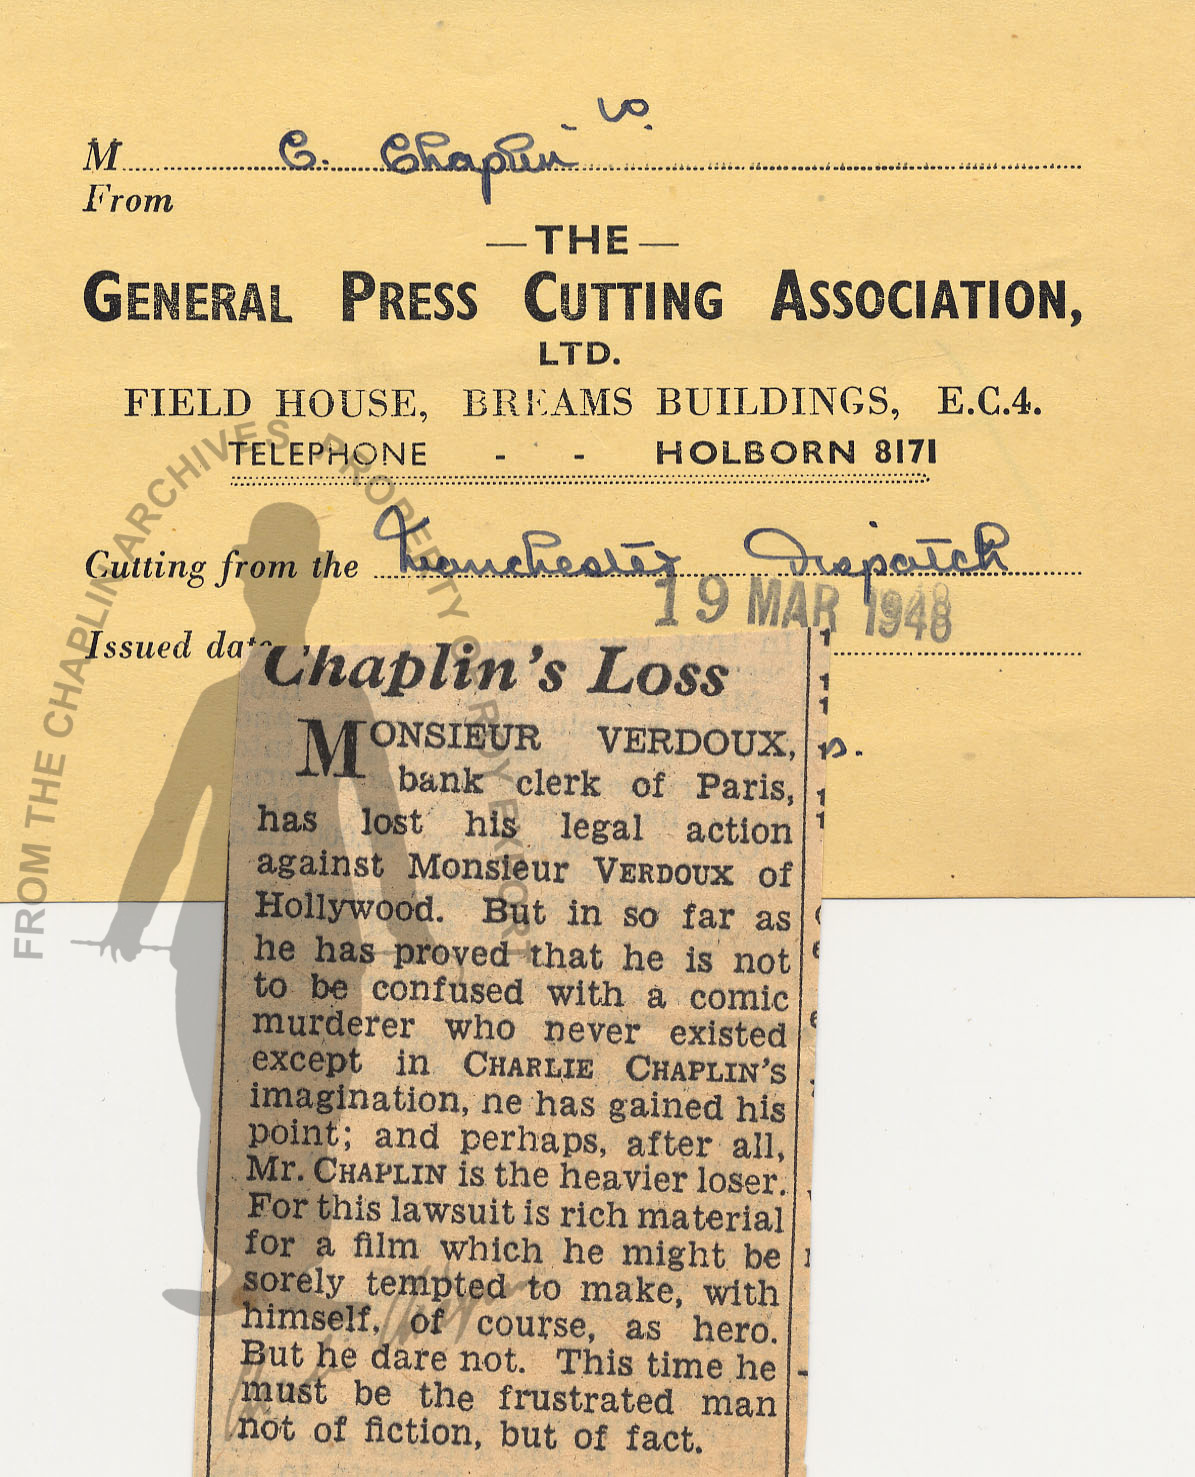 M C. Chaplin
From
— THE —
GENERAL PRESS CUTTING ASSOCIATION,
LTD.
FIELD HOUSE, BREAMS BUILDINGS, E.C.4.
TELEPHONE - - HOLBORN 8171
Cutting from the Manchester Dispatch
19 MAR 1948
Issued date
Chaplin's Loss
MONSIEUR VERDOUX,
bank clerk of Paris,
has lost his legal action
against Monsieur VERDOUX of
Hollywood. But in so far as
he has proved that he is not
to be confused with a comic
murderer who never existed
except in CHARLIE CHAPLIN'S
imagination, ne has gained his
point; and perhaps, after all,
Mr. CHAPLIN is the heavier loser.
For this lawsuit is rich material
for a film which he might be
sorely tempted to make, with
himself, of course, as hero.
But he dare not. This time he
must be the frustrated man
not of fiction, but of fact.
FROM THE CHAPLIN ARCHIVES, PROPERTY OF ROY EXPORT